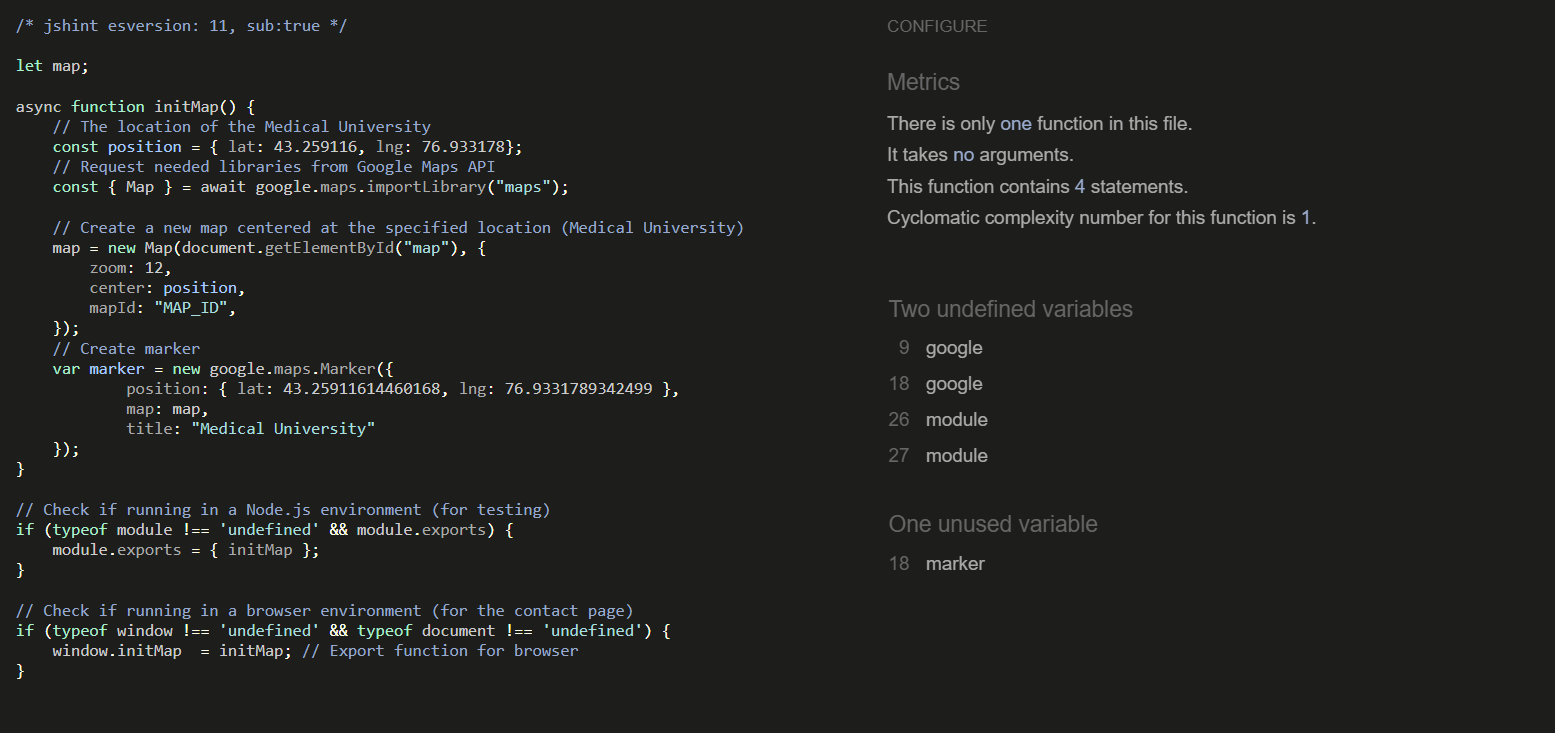 /* jshint esversion: 11, sub:true */
let map;
async function initMap() {
    // The location of the Medical University
    const position = { lat: 43.259116, lng: 76.933178};
    // Request needed libraries from Google Maps API
    const { Map } = await google.maps.importLibrary("maps");
    // Create a new map centered at the specified location (Medical University)
    map = new Map(document.getElementById("map"), {
        zoom: 12,
        center: position,
        mapId: "MAP_ID",
    });
    // Create marker
    var marker = new google.maps.Marker({
            position: { lat: 43.25911614460168, lng: 76.9331789342499 },
            map: map,
            title: "Medical University"
    });
}
// Check if running in a Node.js environment (for testing)
if (typeof module !== 'undefined' && module.exports) {
    module.exports = { initMap };
}
// Check if running in a browser environment (for the contact page)
if (typeof window !== 'undefined' && typeof document !== 'undefined') {
    window.initMap  = initMap; // Export function for browser
}
CONFIGURE
Metrics
There is only one function in this file.
It takes no arguments.
This function contains 4 statements.
Cyclomatic complexity number for this function is 1.
Two undefined variables
9 google
18 google
26 module
27 module
One unused variable
18 marker